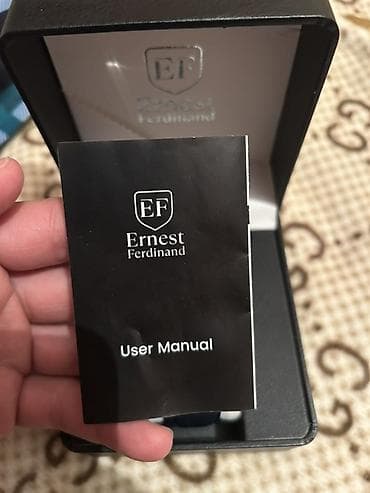 EF
Ernest
Ferdinand
EF
Ernest
Ferdinand
User Manual